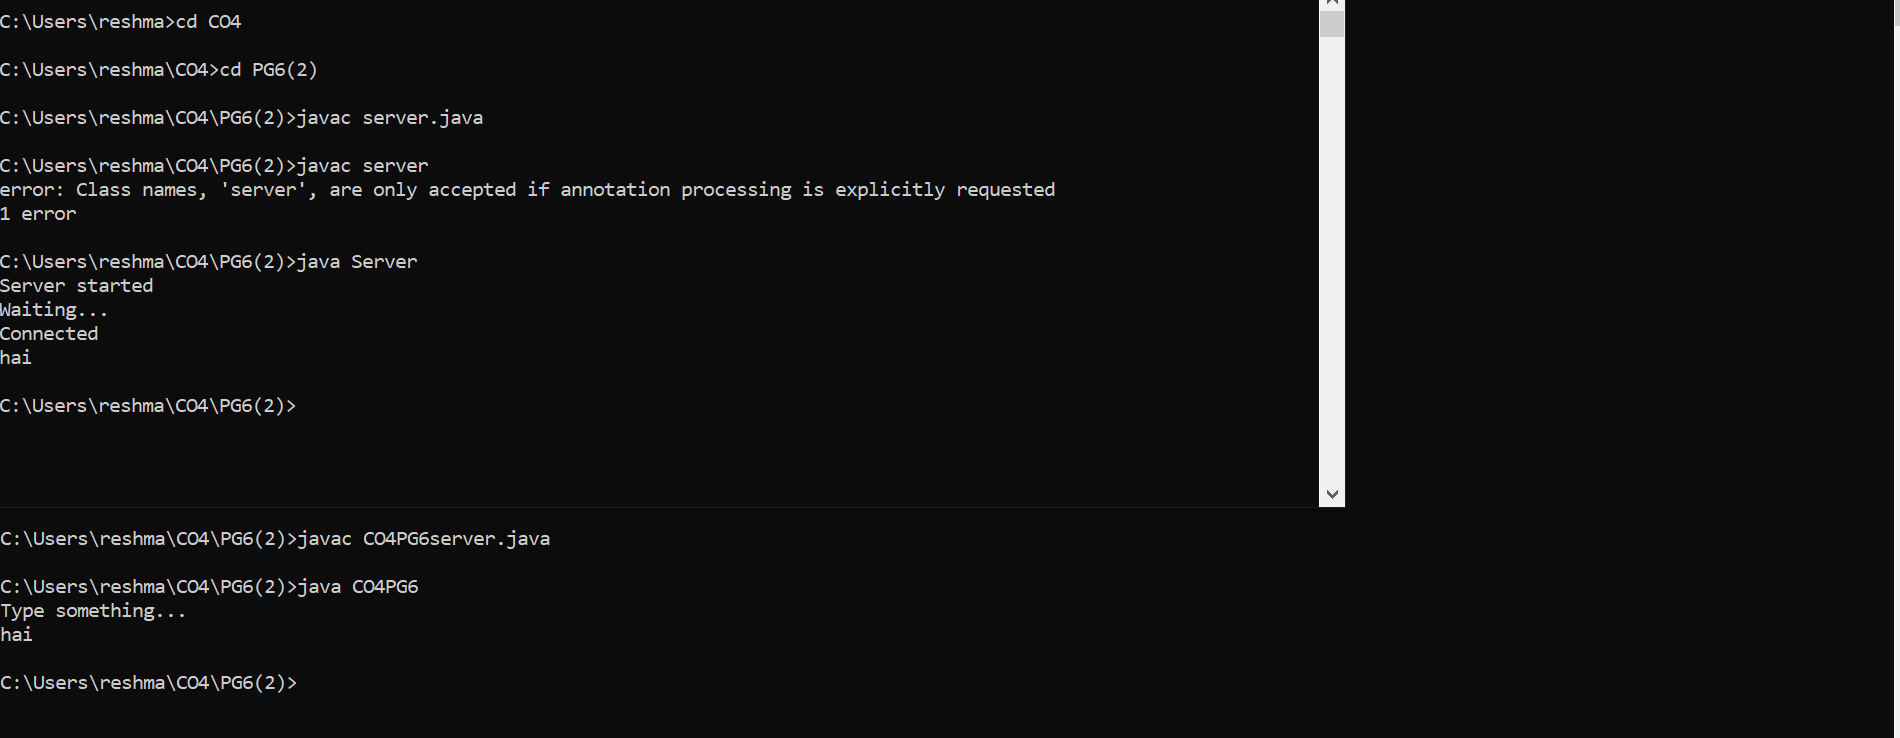 C:\Users\reshma>cd CO4
C:\Users\reshma\CO4>cd PG6(2)
C:\Users\reshma\CO4\PG6(2)>javac server.java
C:\Users\reshma\CO4\PG6(2)>javac server
error: Class names, 'server', are only accepted if annotation processing is explicitly requested
1 error
C:\Users\reshma\CO4\PG6(2)>java Server
Server started
Waiting...
Connected
hai
C:\Users\reshma\CO4\PG6(2)>
C:\Users\reshma\CO4\PG6(2)>javac CO4PG6server.java
C:\Users\reshma\CO4\PG6(2)>java CO4PG6
Type something...
hai
C:\Users\reshma\CO4\PG6(2)>